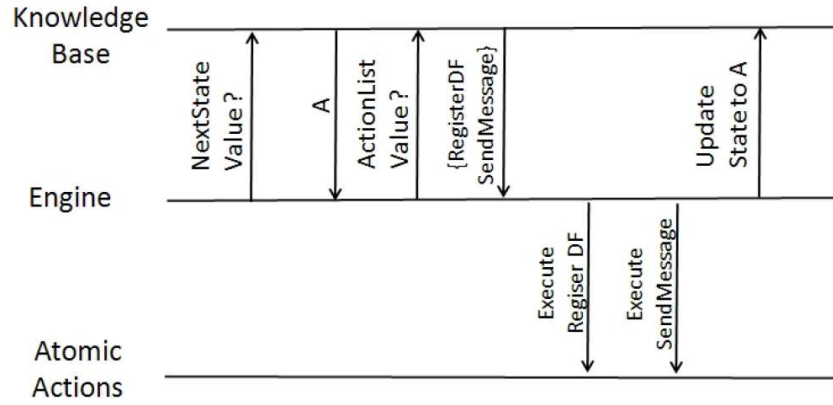 Knowledge
Base
NextState
Value ?
A
ActionList
Value ?
{RegisterDF
SendMessage}
Update
State to A
Engine
Execute
Regiser DF
Execute
SendMessage
Atomic
Actions